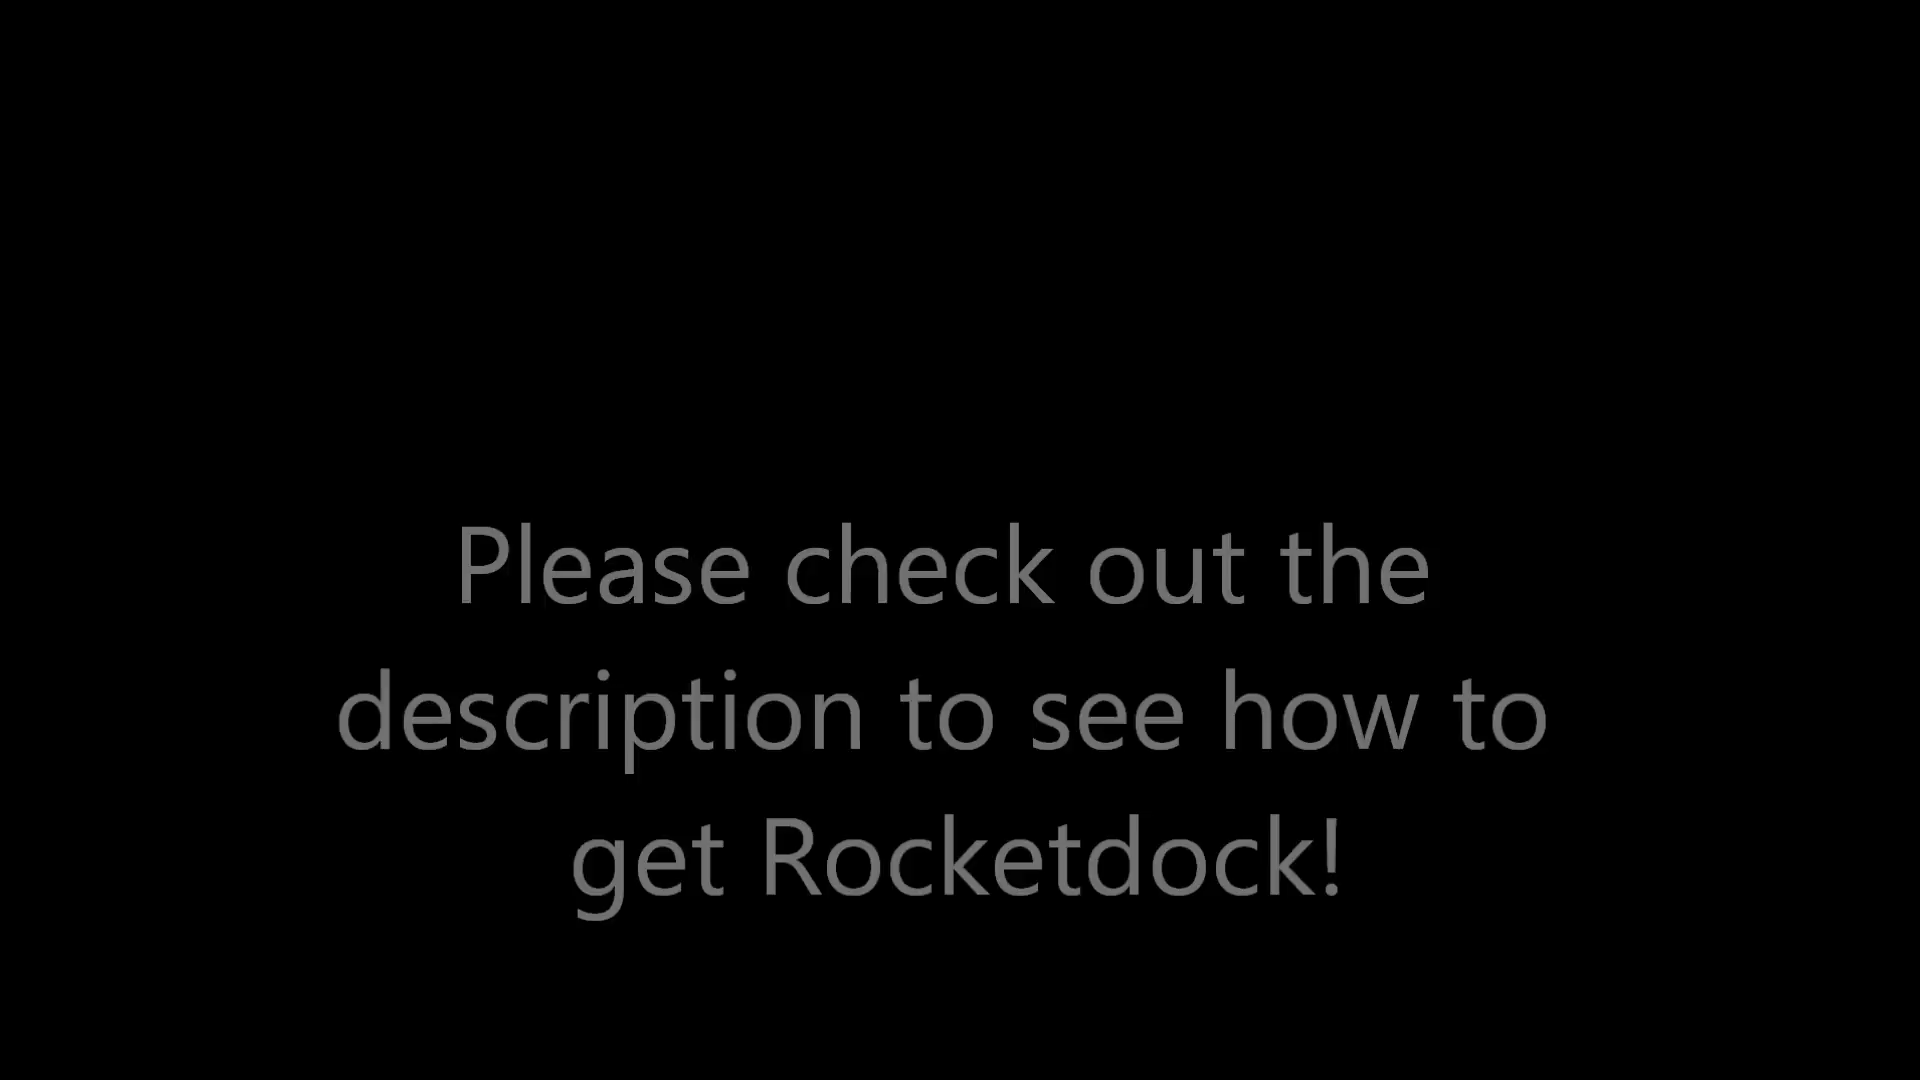 Please check out the
description to see how to
get Rocketdock!